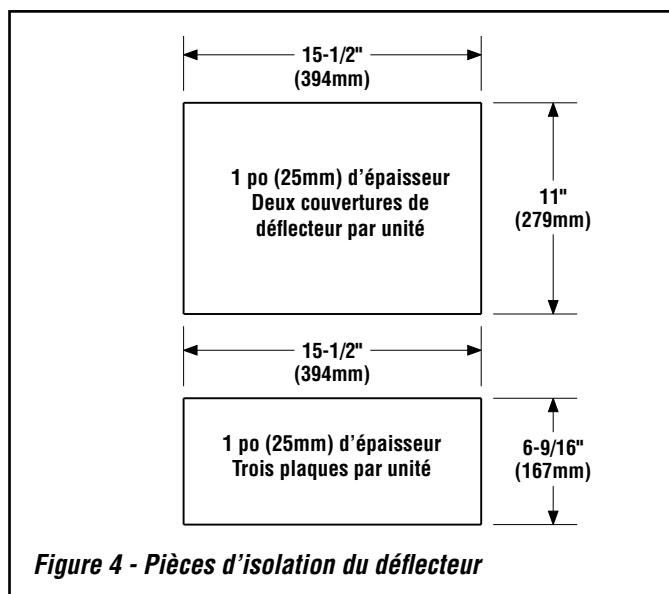 15-1/2"
(394mm)
1 po (25mm) d’épaisseur
Deux couvertures de
déflecteur par unité
11"
(279mm)
15-1/2"
(394mm)
1 po (25mm) d’épaisseur
Trois plaques par unité
6-9/16"
(167mm)
Figure 4 - Pièces d’isolation du déflecteur